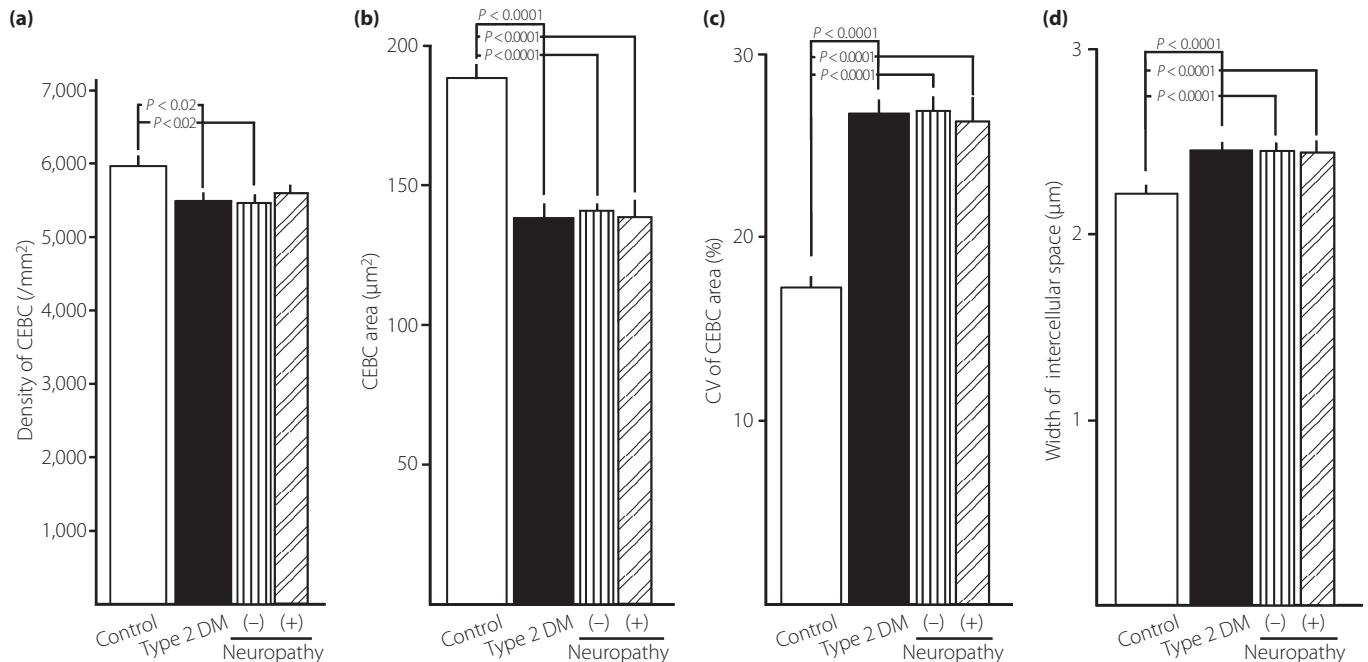 (a)
Density of CEBC (/mm²)
7,000
6,000
5,000
4,000
3,000
2,000
1,000
P < 0.02
P < 0.02
Control
Type 2 DM
(–)
(+)
Neuropathy
(b)
CEBC area (µm²)
200
150
100
50
P < 0.0001
P < 0.0001
P < 0.0001
Control
Type 2 DM
(–)
(+)
Neuropathy
(c)
CV of CEBC area (%)
30
20
10
P < 0.0001
P < 0.0001
P < 0.0001
Control
Type 2 DM
(–)
(+)
Neuropathy
(d)
Width of intercellular space (µm)
3
2
1
P < 0.0001
P < 0.0001
P < 0.0001
Control
Type 2 DM
(–)
(+)
Neuropathy